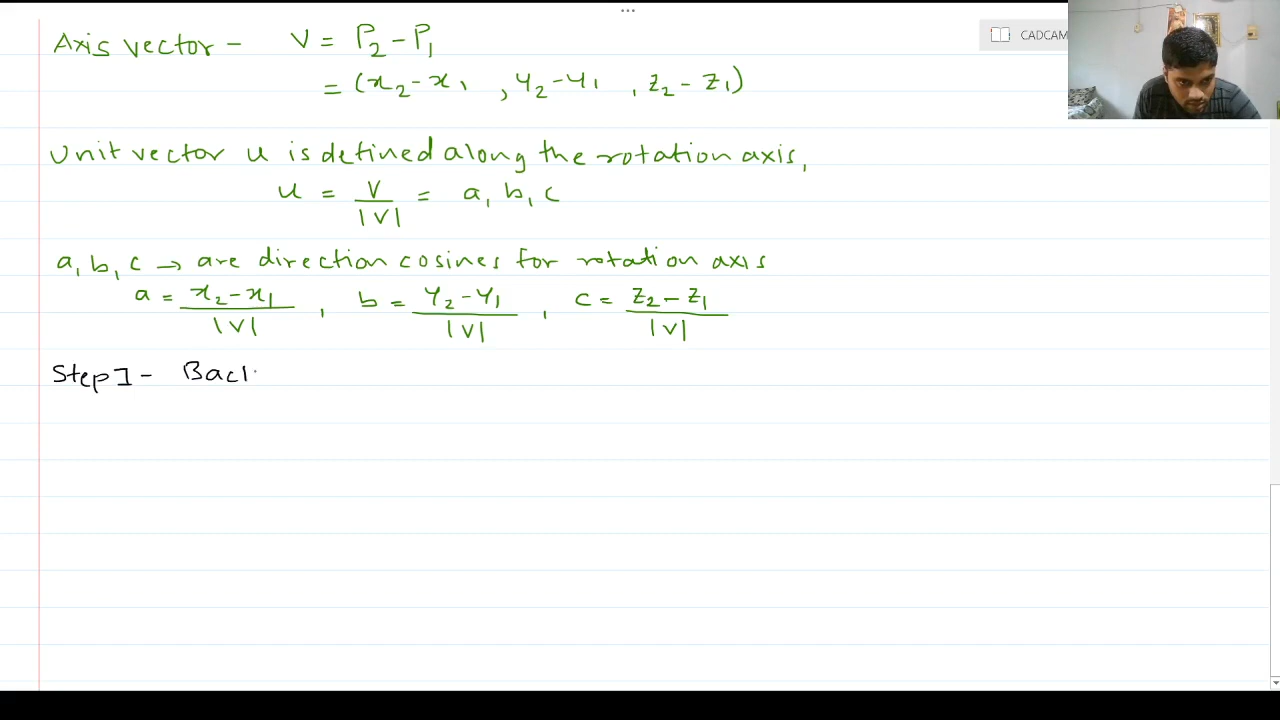 Axis vector - V = P2 - P1
CADCAM
= (x2 - x1 , Y2 - Y1 , Z2 - Z1)
Unit vector u is defined along the rotation axis,
u = V/|V| = a, b, c
a, b, c → are direction cosines for rotation axis
a = x2 - x1/|V| , b = Y2 - Y1/|V| , c = Z2 - Z1/|V|
Step I -